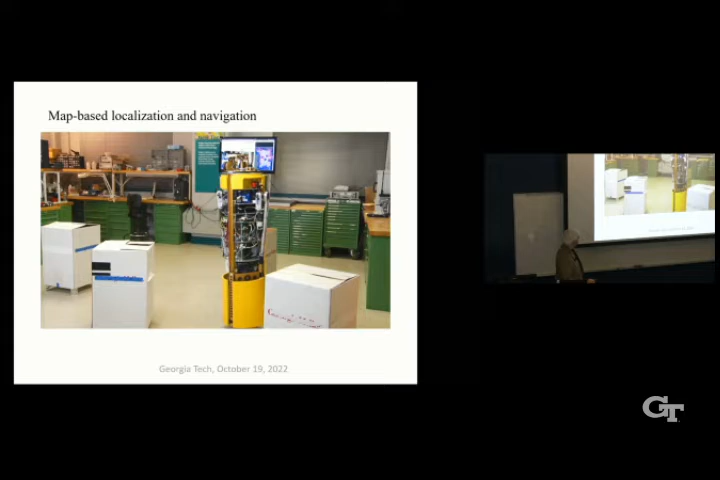 Map-based localization and navigation
Georgia Tech, October 19, 2022
GT